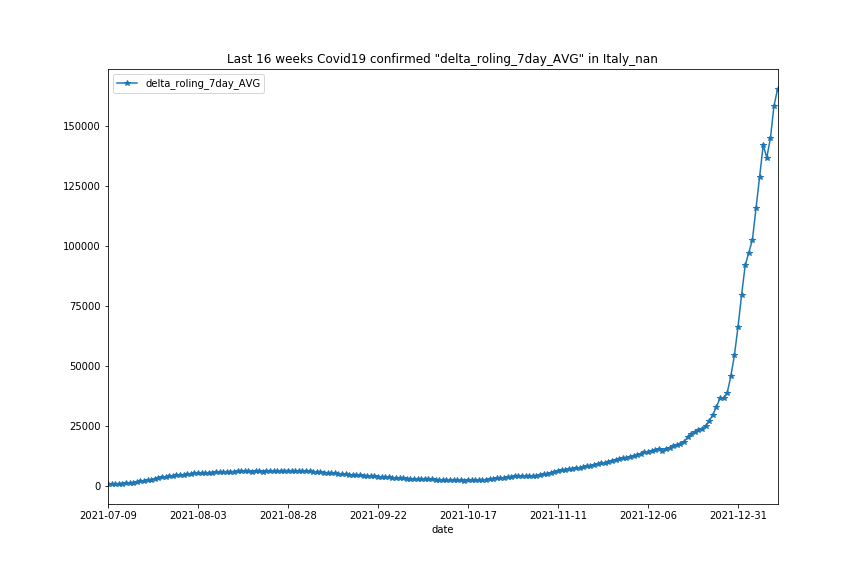 Last 16 weeks Covid19 confirmed "delta_roling_7day_AVG" in Italy_nan
delta_roling_7day_AVG
150000
125000
100000
75000
50000
25000
0
2021-07-09 2021-08-03 2021-08-28 2021-09-22 2021-10-17 2021-11-11 2021-12-06 2021-12-31
date